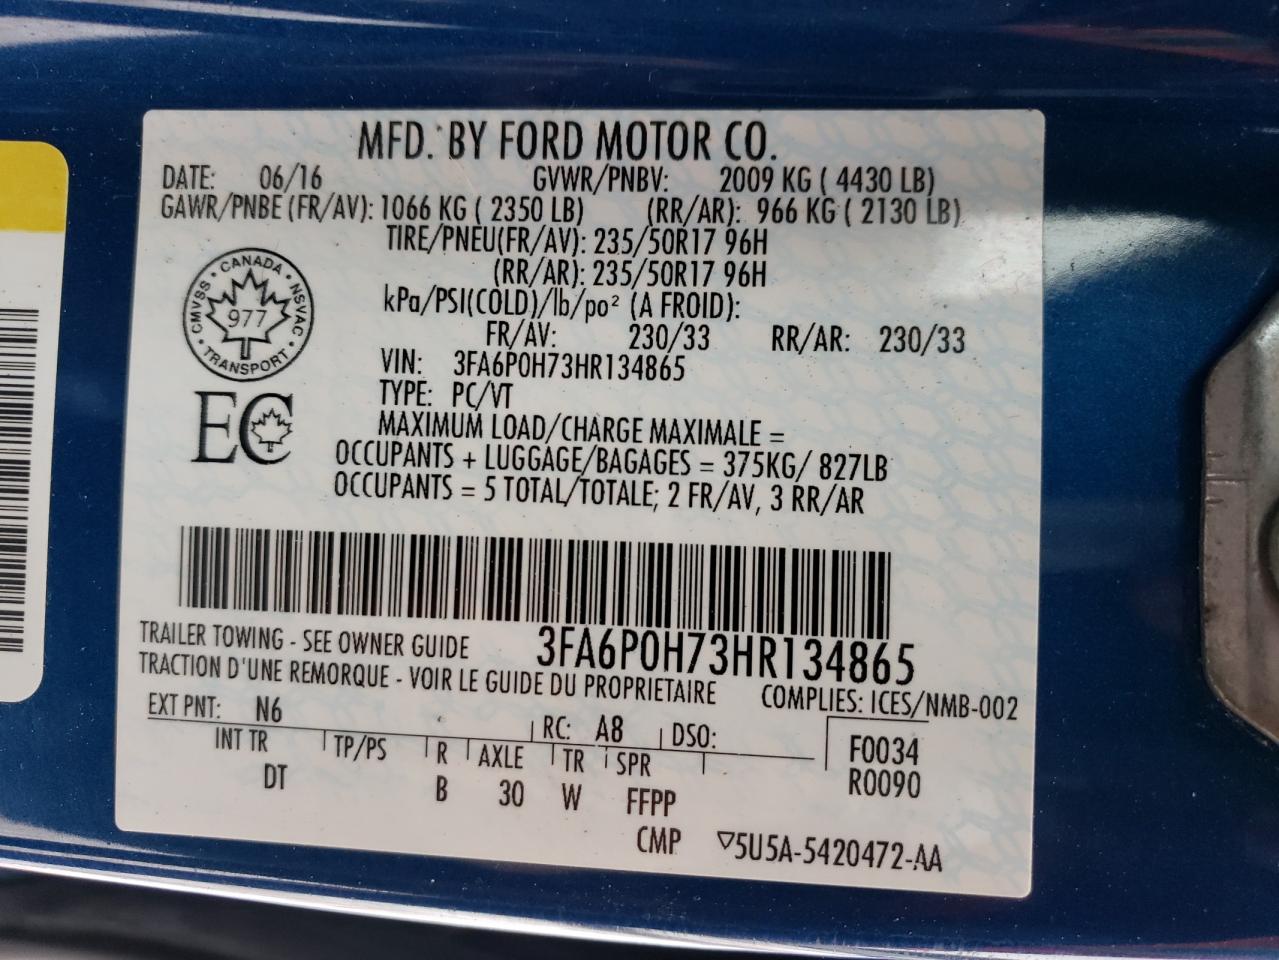 MFD. BY FORD MOTOR CO.
DATE: 06/16 GVWR/PNBV: 2009 KG ( 4430 LB)
GAWR/PNBE (FR/AV): 1066 KG ( 2350 LB) (RR/AR): 966 KG ( 2130 LB)
TIRE/PNEU(FR/AV): 235/50R17 96H
(RR/AR): 235/50R17 96H
kPa/PSI(COLD)/lb/po² (A FROID):
FR/AV: 230/33 RR/AR: 230/33
VIN: 3FA6P0H73HR134865
TYPE: PC/VT
MAXIMUM LOAD/CHARGE MAXIMALE =
OCCUPANTS + LUGGAGE/BAGAGES = 375KG/ 827LB
OCCUPANTS = 5 TOTAL/TOTALE; 2 FR/AV, 3 RR/AR
CMVSS • CANADA • NSVAC • TRANSPORT •
977
EC
TRAILER TOWING - SEE OWNER GUIDE 3FA6P0H73HR134865
TRACTION D'UNE REMORQUE - VOIR LE GUIDE DU PROPRIETAIRE COMPLIES: ICES/NMB-002
EXT PNT: N6 RC: A8 DSO: F0034
INT TR TP/PS R AXLE TR SPR R0090
DT B 30 W FFPP
CMP ▽5U5A-5420472-AA